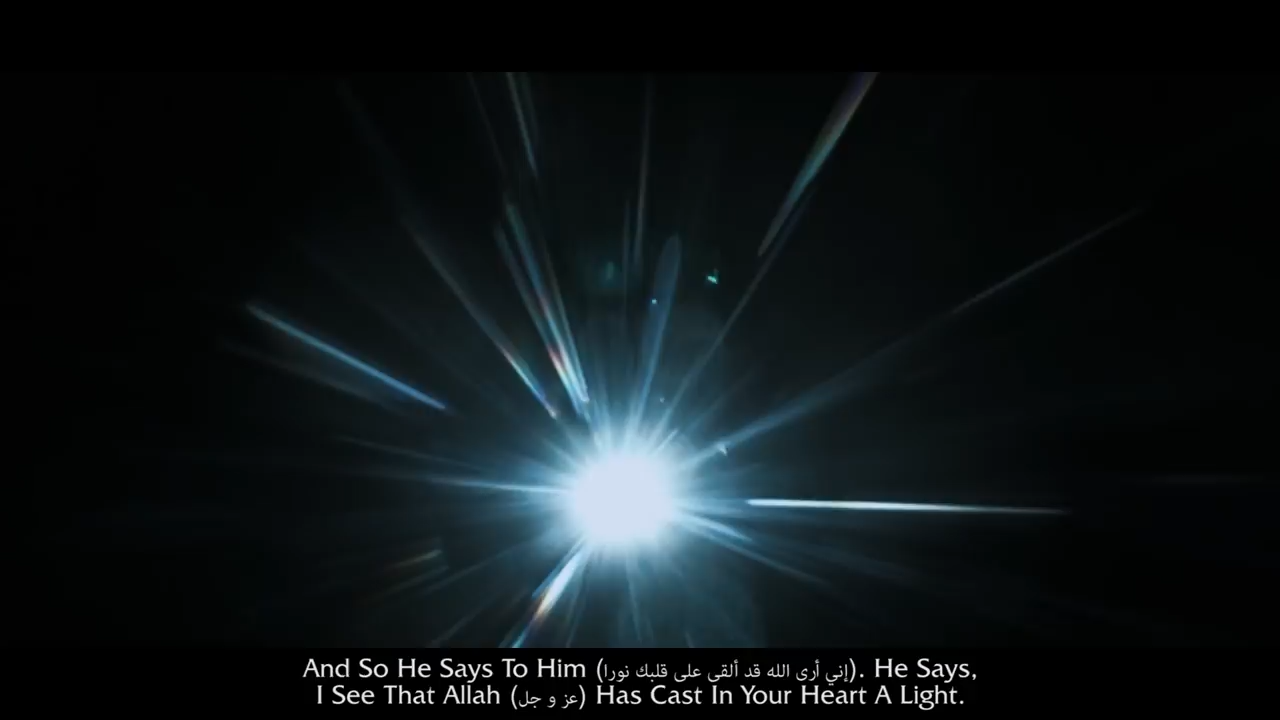 And So He Says To Him (إني أرى الله قد ألقى على قلبك نورا). He Says,
I See That Allah (عز و جل) Has Cast In Your Heart A Light.